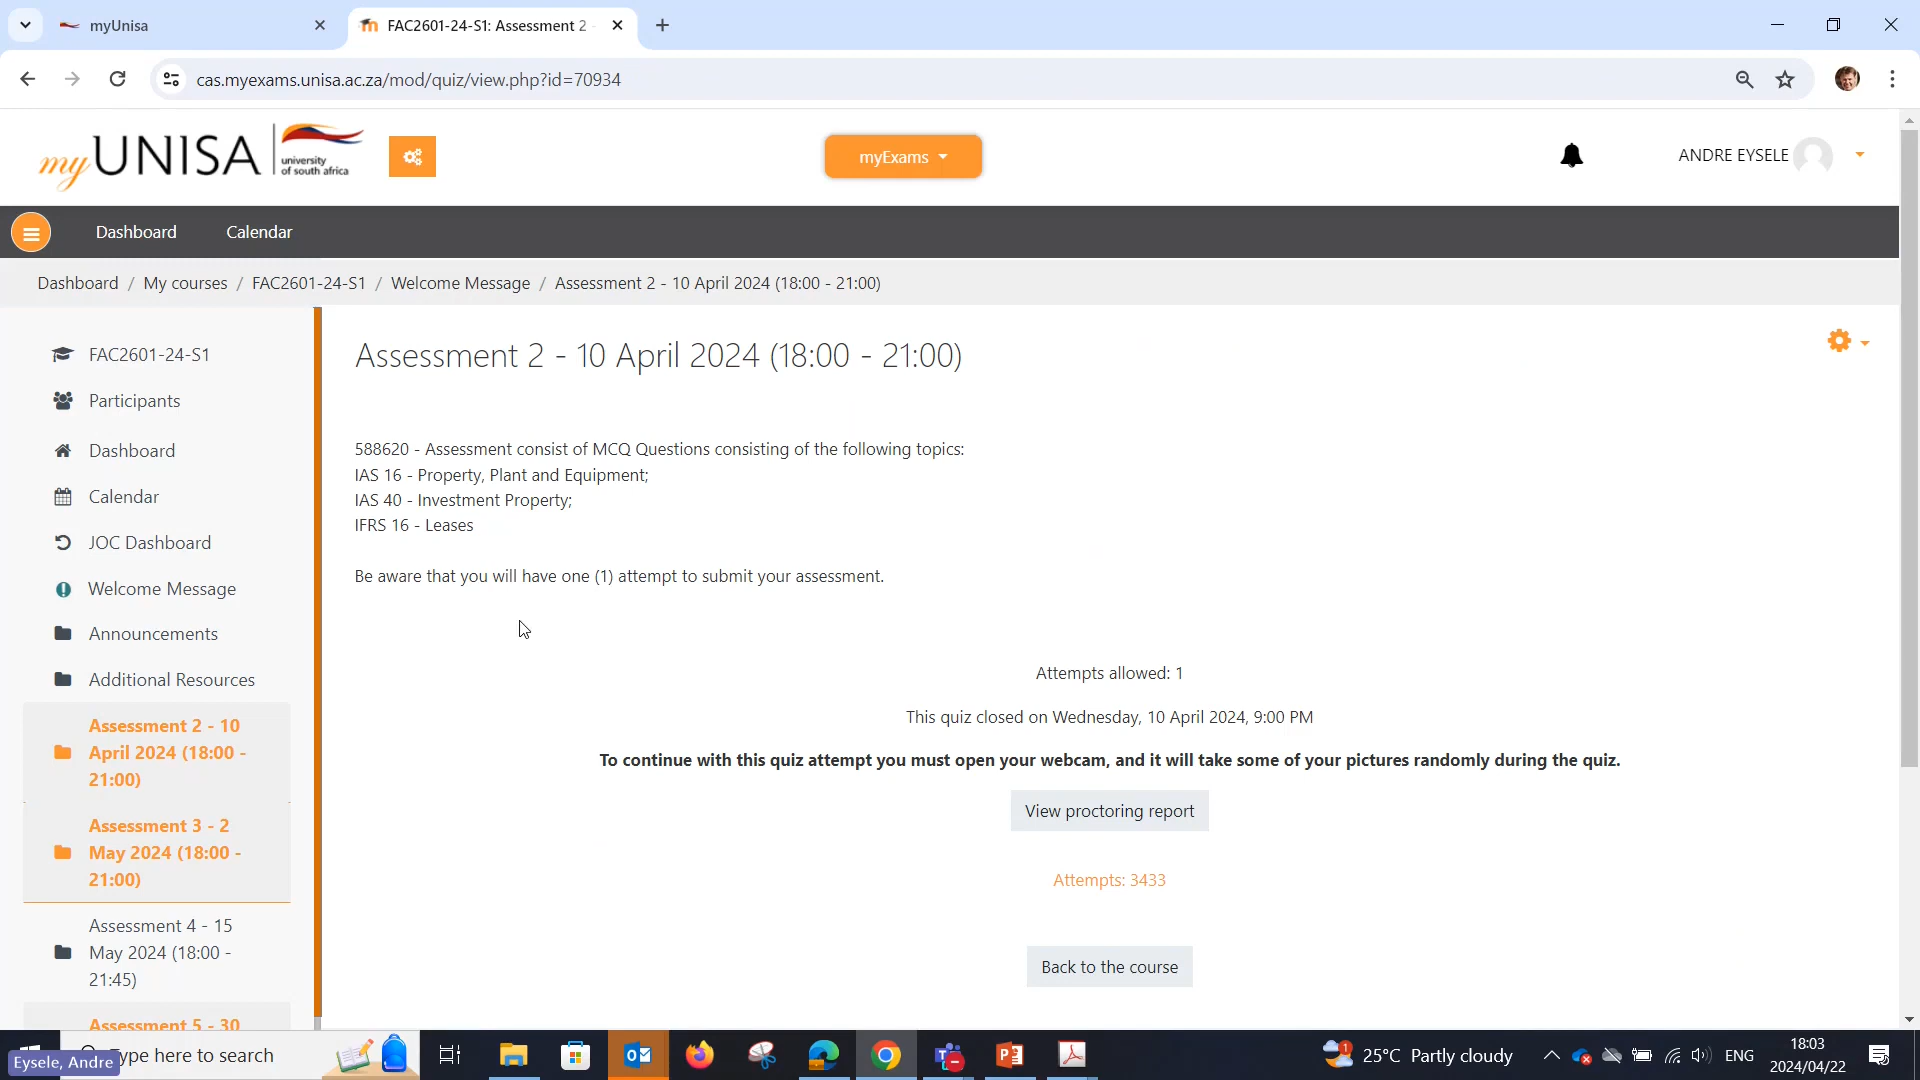 myUnisa
FAC2601-24-S1: Assessment 2 -
cas.myexams.unisa.ac.za/mod/quiz/view.php?id=70934
my UNISA
university
of south africa
myExams
ANDRE EYSELE
Dashboard
Calendar
Dashboard / My courses / FAC2601-24-S1 / Welcome Message / Assessment 2 - 10 April 2024 (18:00 - 21:00)
FAC2601-24-S1
Participants
Dashboard
Calendar
JOC Dashboard
Welcome Message
Announcements
Additional Resources
Assessment 2 - 10
April 2024 (18:00 -
21:00)
Assessment 3 - 2
May 2024 (18:00 -
21:00)
Assessment 4 - 15
May 2024 (18:00 -
21:45)
Assessment 5 - 30
Assessment 2 - 10 April 2024 (18:00 - 21:00)
588620 - Assessment consist of MCQ Questions consisting of the following topics:
IAS 16 - Property, Plant and Equipment;
IAS 40 - Investment Property;
IFRS 16 - Leases
Be aware that you will have one (1) attempt to submit your assessment.
Attempts allowed: 1
This quiz closed on Wednesday, 10 April 2024, 9:00 PM
To continue with this quiz attempt you must open your webcam, and it will take some of your pictures randomly during the quiz.
View proctoring report
Attempts: 3433
Back to the course
Eysele, Andre
ype here to search
1
25°C Partly cloudy
ENG
18:03
2024/04/22